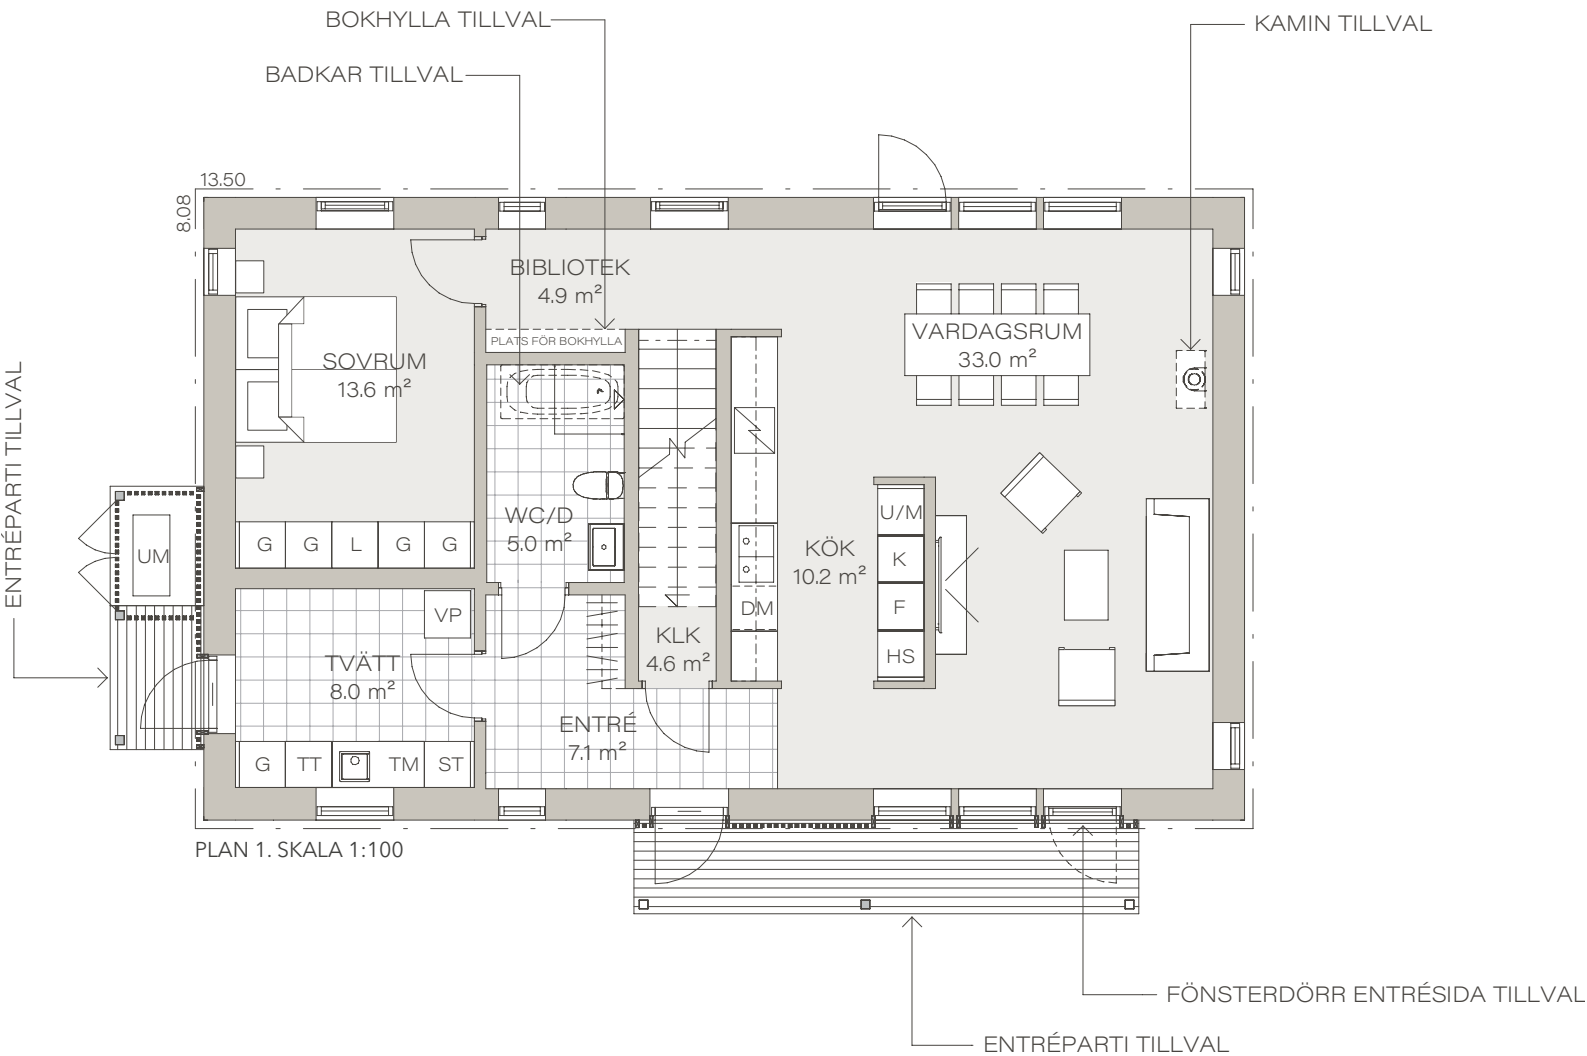 BOKHYLLA TILLVAL
KAMIN TILLVAL
BADKAR TILLVAL
13.50
8.08
BIBLIOTEK
4.9 m²
PLATS FÖR BOKHYLLA
VARDAGSRUM
33.0 m²
SOVRUM
13.6 m²
ENTRÉPARTI TILLVAL
WC/D
5.0 m²
U/M
G
G
L
G
G
UM
KÖK
10.2 m²
K
F
HS
DM
VP
KLK
4.6 m²
TVÄTT
8.0 m²
ENTRÉ
7.1 m²
G
TT
TM
ST
PLAN 1. SKALA 1:100
FÖNSTERDÖRR ENTRÉSIDA TILLVAL
ENTRÉPARTI TILLVAL